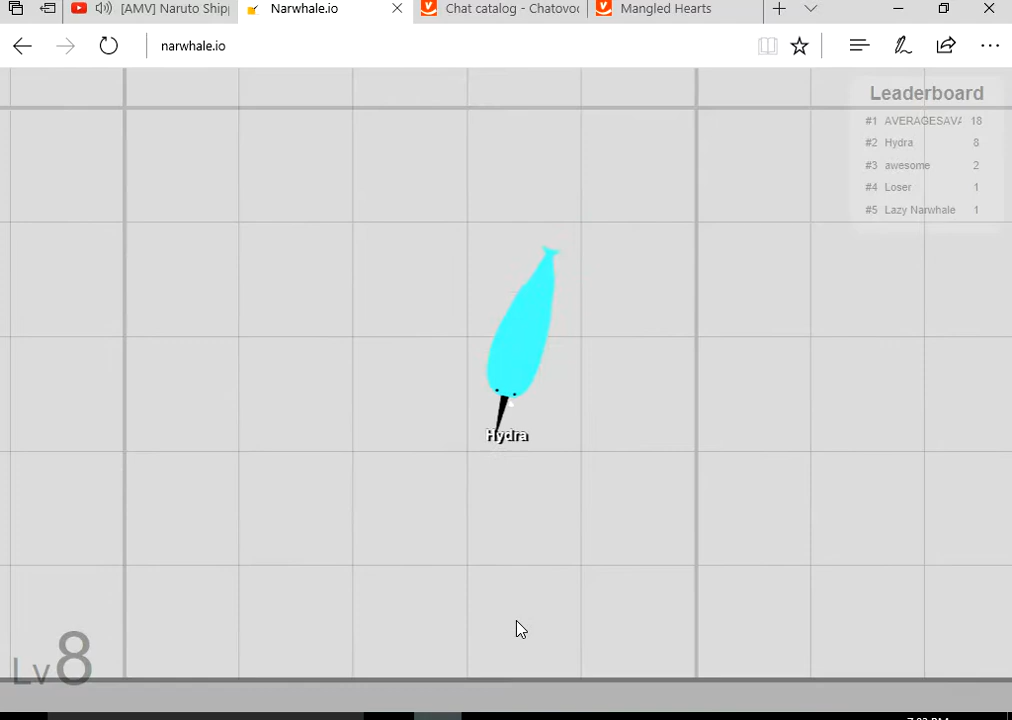 [AMV] Naruto Ship
Narwhale.io
Chat catalog - Chatovo
Mangled Hearts
narwhale.io
Leaderboard
#1 AVERAGESAVA 18
#2 Hydra 8
#3 awesome 2
#4 Loser 1
#5 Lazy Narwhale 1
Hydra
Lv8